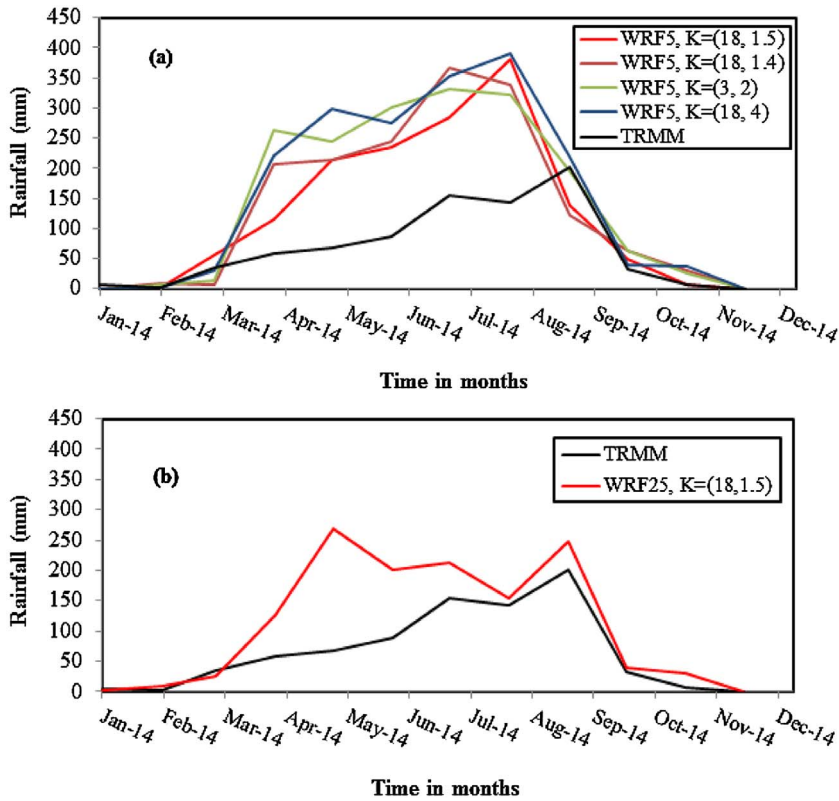 (a)
450
400
350
300
250
200
150
100
50
0
Rainfall (mm)
WRF5, K=(18, 1.5)
WRF5, K=(18, 1.4)
WRF5, K=(3, 2)
WRF5, K=(18, 4)
TRMM
Jan-14
Feb-14
Mar-14
Apr-14
May-14
Jun-14
Jul-14
Aug-14
Sep-14
Oct-14
Nov-14
Dec-14
Time in months
(b)
450
400
350
300
250
200
150
100
50
0
Rainfall (mm)
TRMM
WRF25, K=(18,1.5)
Jan-14
Feb-14
Mar-14
Apr-14
May-14
Jun-14
Jul-14
Aug-14
Sep-14
Oct-14
Nov-14
Dec-14
Time in months